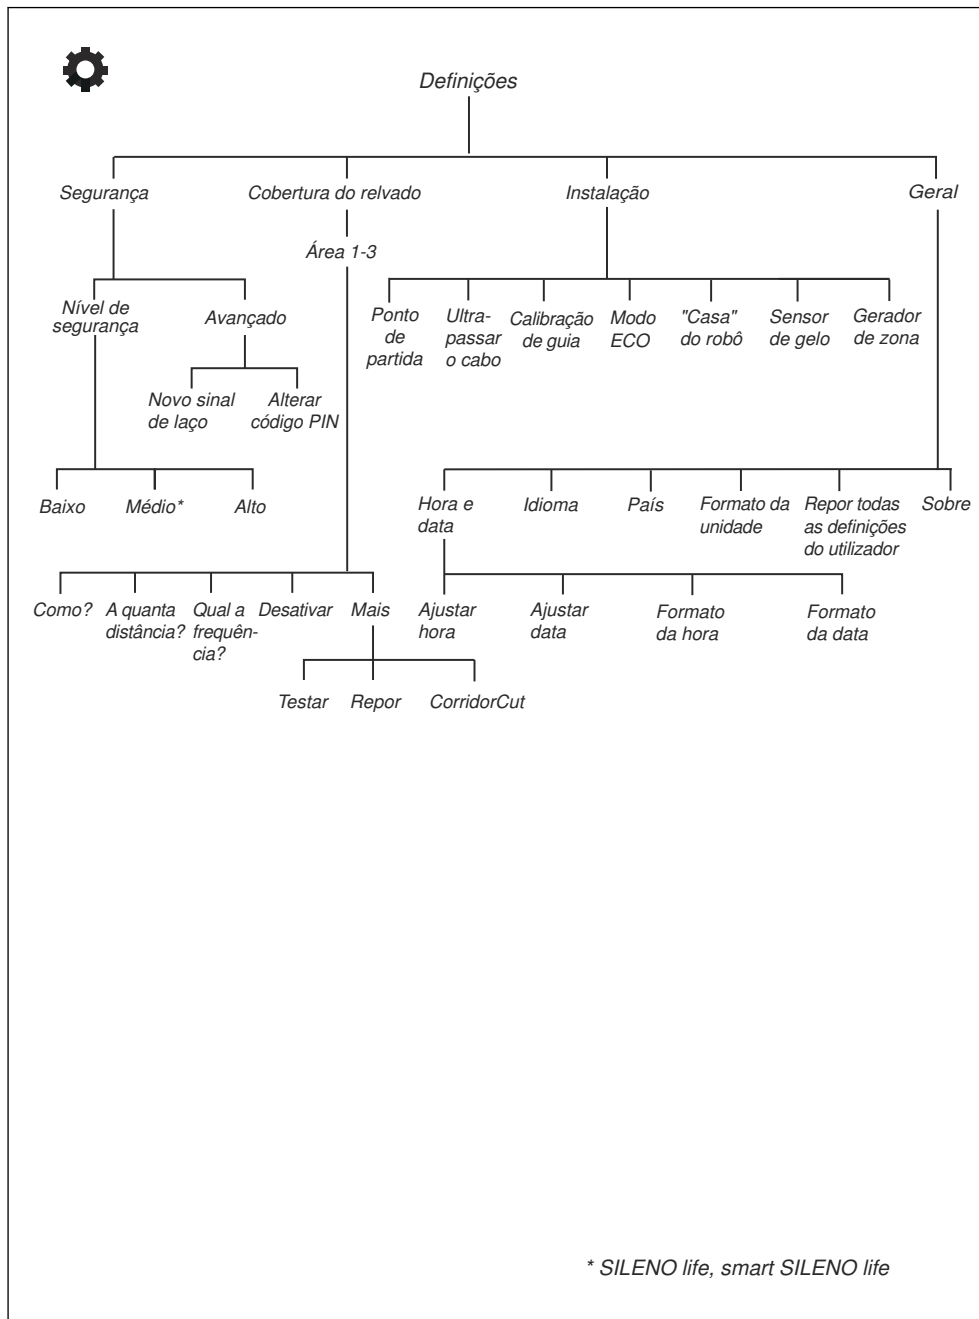 Definições
Segurança
Cobertura do relvado
Instalação
Geral
Área 1-3
Nível de
segurança
Avançado
Ponto
de
partida
Ultra-
passar
o cabo
Calibração
de guia
Modo
ECO
"Casa"
do robô
Sensor
de gelo
Gerador
de zona
Novo sinal
de laço
Alterar
código PIN
Baixo
Médio*
Alto
Hora e
data
Idioma
País
Formato da
unidade
Repor todas
as definições
do utilizador
Sobre
Como?
A quanta
distância?
Qual a
frequên-
cia?
Desativar
Mais
Ajustar
hora
Ajustar
data
Formato
da hora
Formato
da data
Testar
Repor
CorridorCut
* SILENO life, smart SILENO life